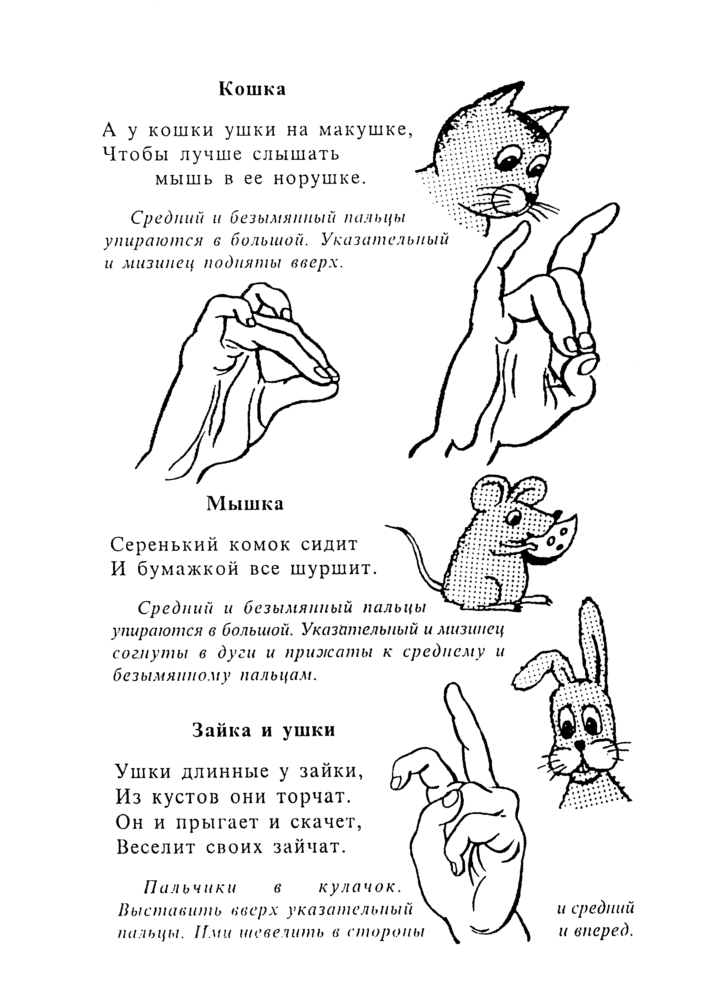 Кошка
А у кошки ушки на макушке,
Чтобы лучше слышать
мышь в ее норушке.
Средний и безымянный пальцы
упираются в большой. Указательный
и мизинец подняты вверх.
Мышка
Серенький комок сидит
И бумажкой все шуршит.
Средний и безымянный пальцы
упираются в большой. Указательный и мизинец
согнуты в дуги и прижаты к среднему и
безымянному пальцам.
Зайка и ушки
Ушки длинные у зайки,
Из кустов они торчат.
Он и прыгает и скачет,
Веселит своих зайчат.
Пальчики в кулачок.
Выставить вверх указательный и средний
пальцы. Ими шевелить в стороны и вперед.